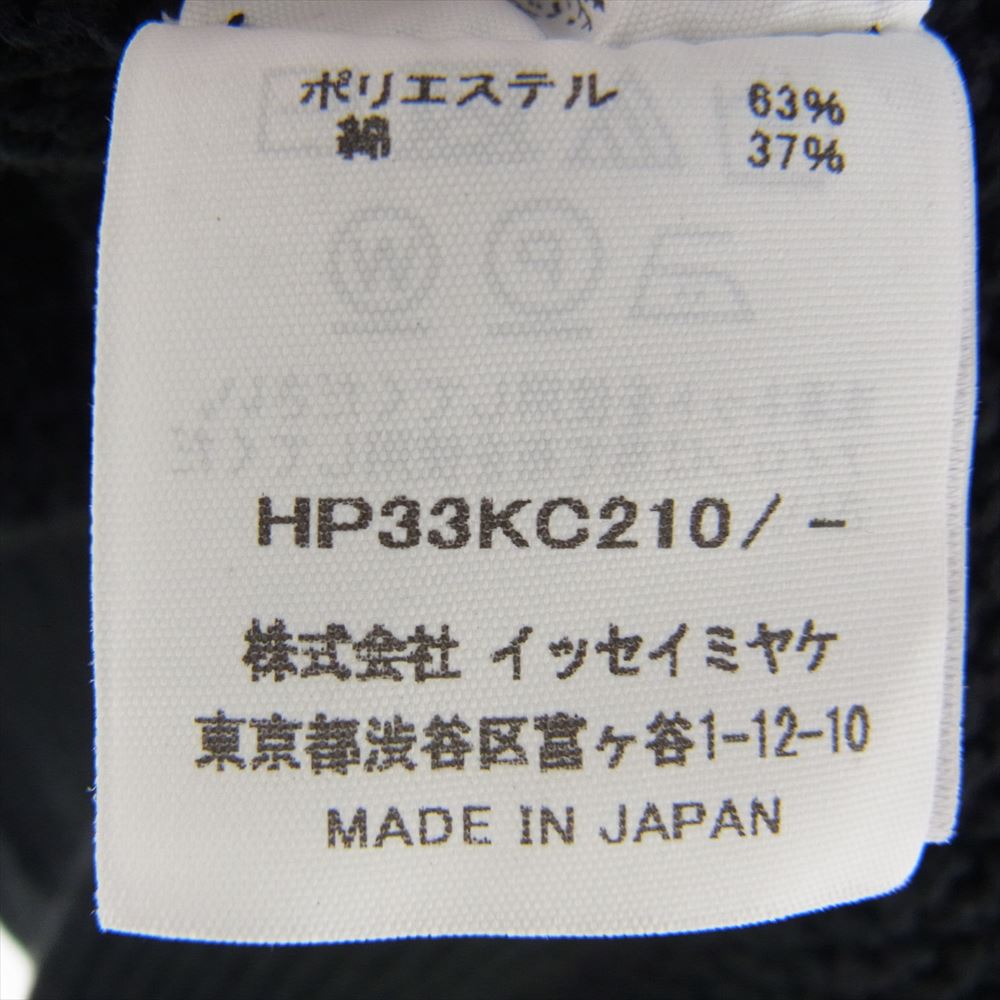 ポリエステル 63%
綿 37%
HP33KC210/ -
株式会社 イッセイミヤケ
東京都渋谷区富ヶ谷1-12-10
MADE IN JAPAN